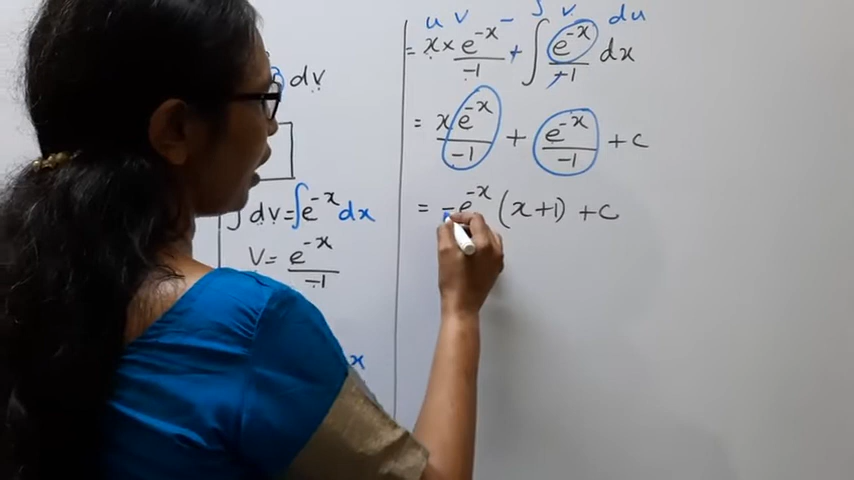 dv
∫dv = ∫e^{-x} dx
V = e^{-x}/-1
x
u v - ∫ v du
= x × e^{-x}/-1 + ∫ e^{-x}/+1 dx
= x e^{-x}/-1 + e^{-x}/-1 + c
= -e^{-x} (x+1) + c